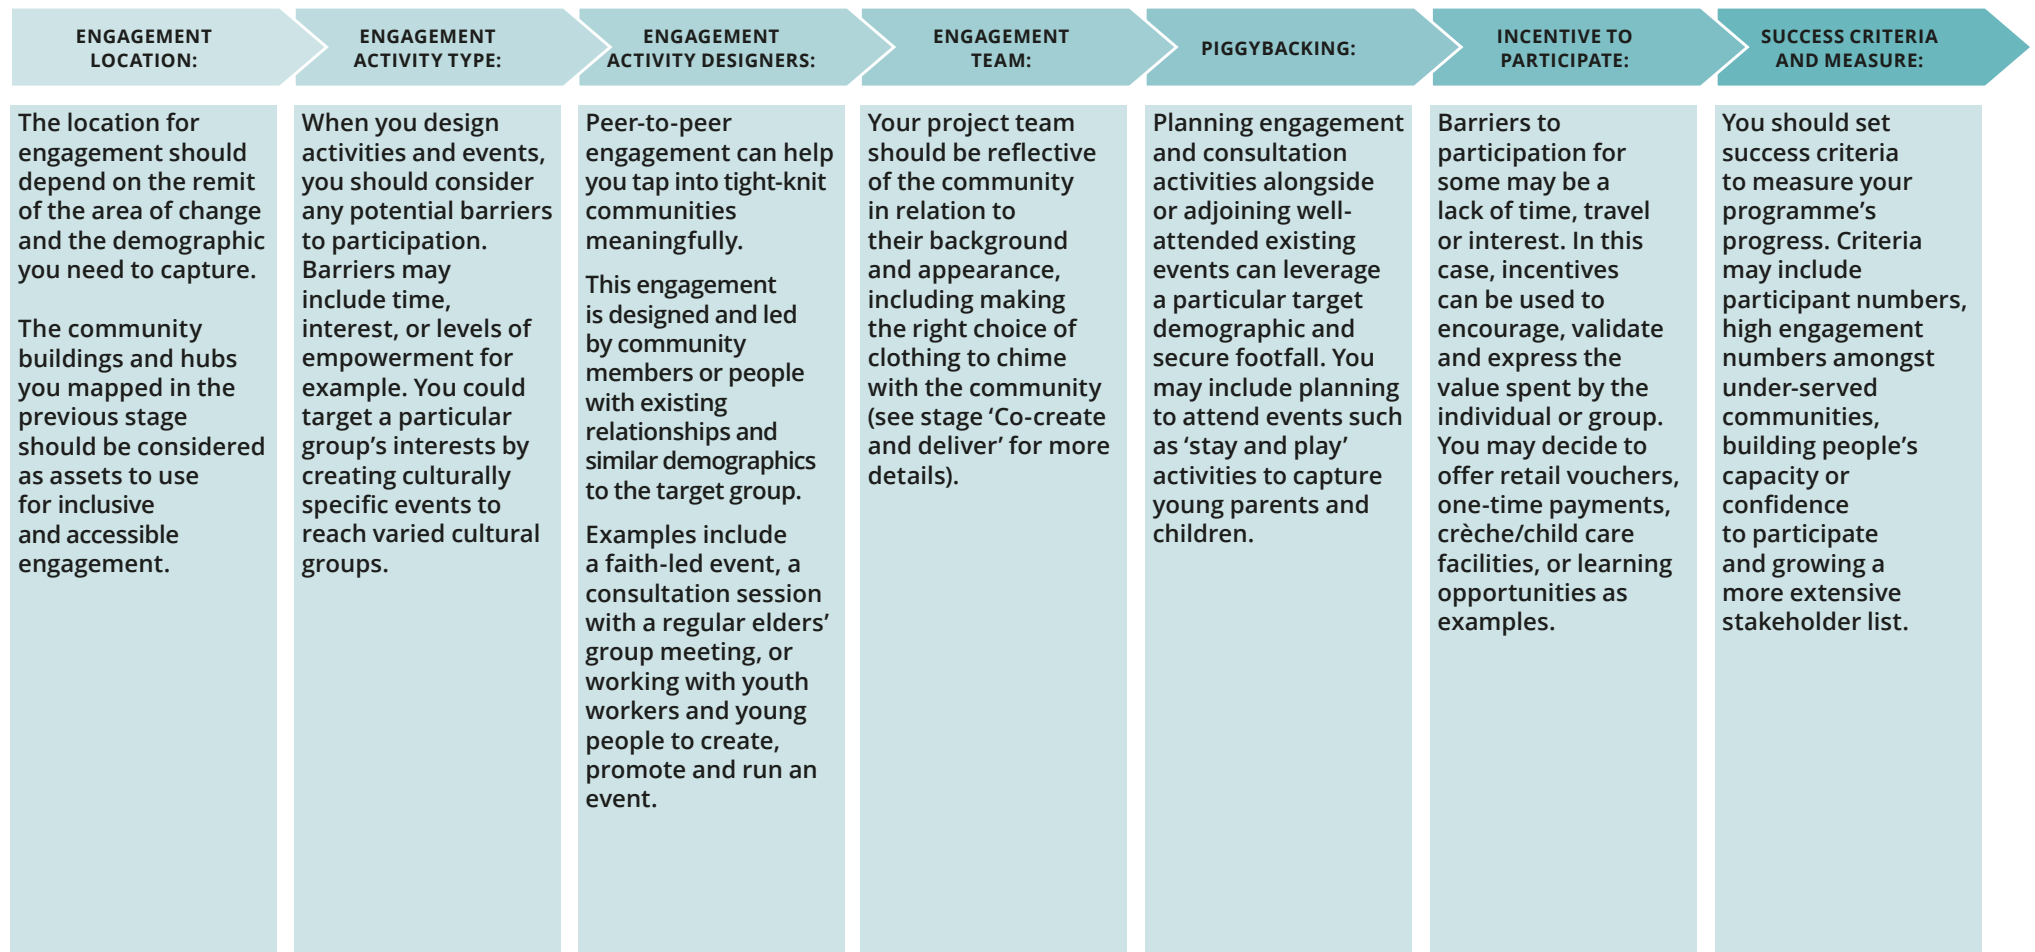 ENGAGEMENT
LOCATION:
The location for
engagement should
depend on the remit
of the area of change
and the demographic
you need to capture.
The community
buildings and hubs
you mapped in the
previous stage
should be considered
as assets to use
for inclusive
and accessible
engagement.
ENGAGEMENT
ACTIVITY TYPE:
When you design
activities and events,
you should consider
any potential barriers
to participation.
Barriers may
include time,
interest, or levels of
empowerment for
example. You could
target a particular
group’s interests by
creating culturally
specific events to
reach varied cultural
groups.
ENGAGEMENT
ACTIVITY DESIGNERS:
Peer-to-peer
engagement can help
you tap into tight-knit
communities
meaningfully.
This engagement
is designed and led
by community
members or people
with existing
relationships and
similar demographics
to the target group.
Examples include
a faith-led event, a
consultation session
with a regular elders’
group meeting, or
working with youth
workers and young
people to create,
promote and run an
event.
ENGAGEMENT
TEAM:
Your project team
should be reflective
of the community
in relation to
their background
and appearance,
including making
the right choice of
clothing to chime
with the community
(see stage ‘Co-create
and deliver’ for more
details).
PIGGYBACKING:
Planning engagement
and consultation
activities alongside
or adjoining well-
attended existing
events can leverage
a particular target
demographic and
secure footfall. You
may include planning
to attend events such
as ‘stay and play’
activities to capture
young parents and
children.
INCENTIVE TO
PARTICIPATE:
Barriers to
participation for
some may be a
lack of time, travel
or interest. In this
case, incentives
can be used to
encourage, validate
and express the
value spent by the
individual or group.
You may decide to
offer retail vouchers,
one-time payments,
crèche/child care
facilities, or learning
opportunities as
examples.
SUCCESS CRITERIA
AND MEASURE:
You should set
success criteria
to measure your
programme’s
progress. Criteria
may include
participant numbers,
high engagement
numbers amongst
under-served
communities,
building people’s
capacity or
confidence
to participate
and growing a
more extensive
stakeholder list.